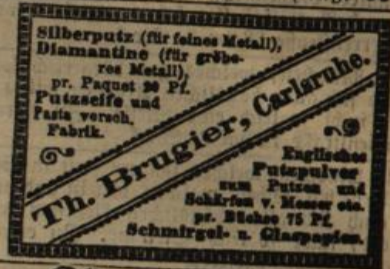 Silberputz (für feines Metall),
Diamantine (für gröbe-
res Metall),
pr. Paquet 20 Pf.
Putzseife und
Pasta versch.
Fabrik.
Th. Brugier, Carlsruhe.
Englisches
Putzpulver
zum Putzen und
Schärfen v. Messer etc.
pr. Büchse 75 Pf.
Schmirgel- u. Glaspapier.